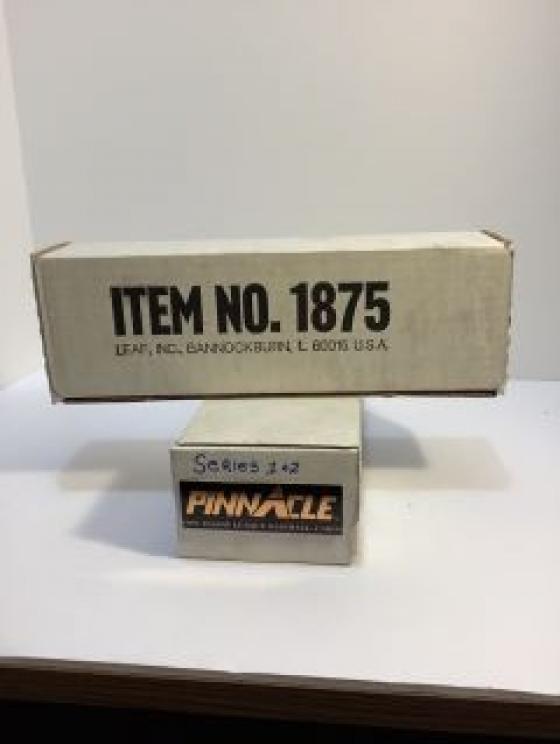 ITEM NO. 1875
LEAF, INC., BANNOCKBURN, IL 60015 U.S.A.
Series 1+2
PINNACLE